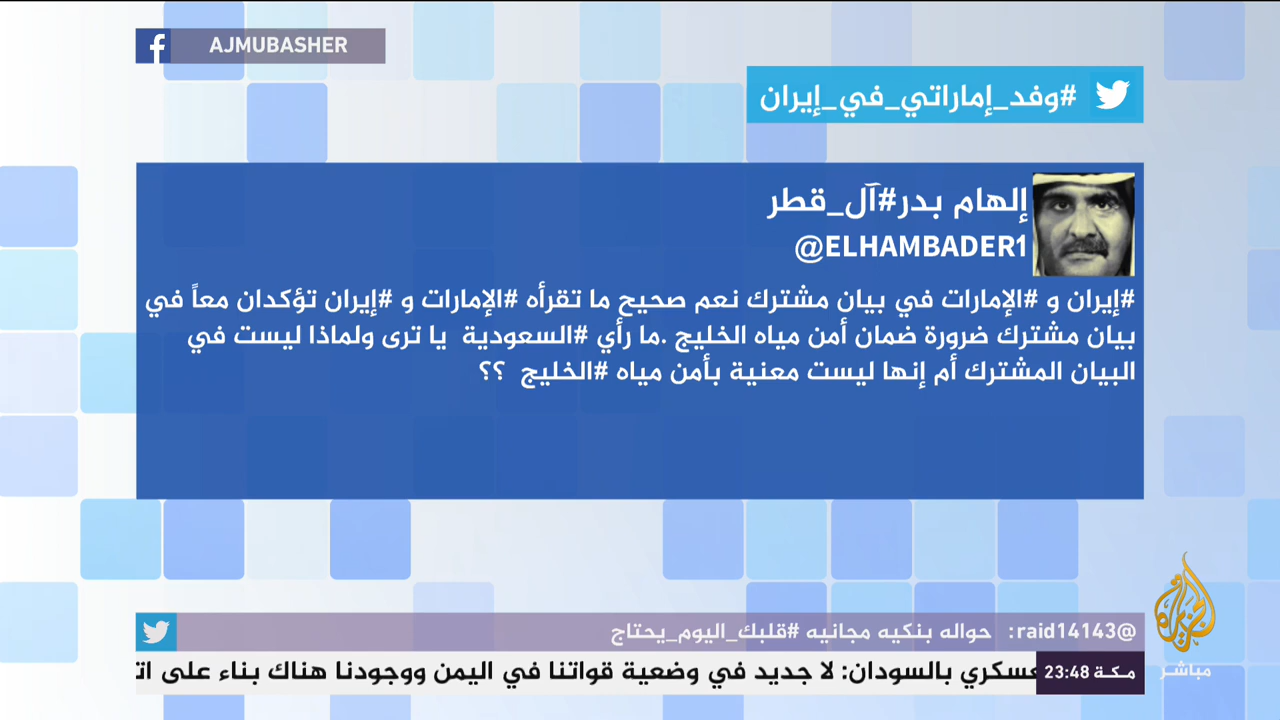 AJMUBASHER
#وفد_إماراتي_في_إيران
إلهام بدر#آل_قطر
@ELHAMBADER1
#إيران و #الإمارات في بيان مشترك نعم صحيح ما تقرأه #الإمارات و #إيران تؤكدان معاً في
بيان مشترك ضرورة ضمان أمن مياه الخليج .ما رأي #السعودية يا ترى ولماذا ليست في
البيان المشترك أم إنها ليست معنية بأمن مياه #الخليج ؟؟
@raid14143: حواله بنكيه مجانيه #قلبك_اليوم_يحتاج
مكة 23:48
عسكري بالسودان: لا جديد في وضعية قواتنا في اليمن ووجودنا هناك بناء على ات
الجزيرة
مباشر